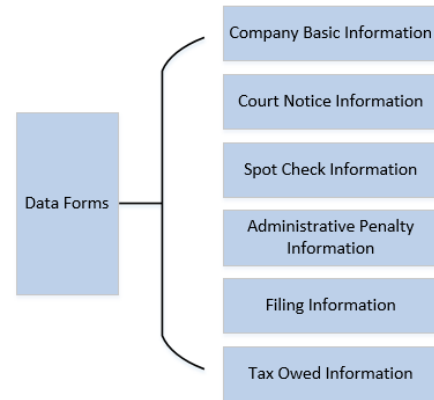 Data Forms
Company Basic Information
Court Notice Information
Spot Check Information
Administrative Penalty
Information
Filing Information
Tax Owed Information